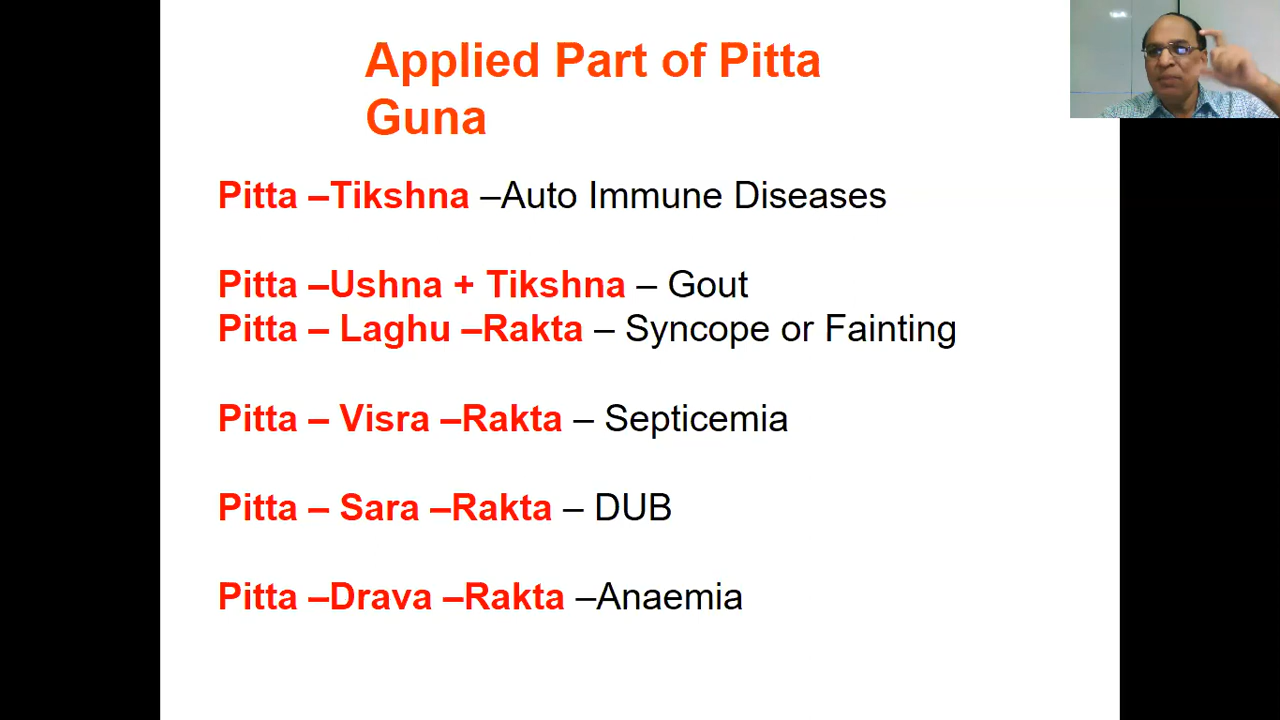 Applied Part of Pitta
Guna
Pitta –Tikshna –Auto Immune Diseases
Pitta –Ushna + Tikshna – Gout
Pitta – Laghu –Rakta – Syncope or Fainting
Pitta – Visra –Rakta – Septicemia
Pitta – Sara –Rakta – DUB
Pitta –Drava –Rakta –Anaemia